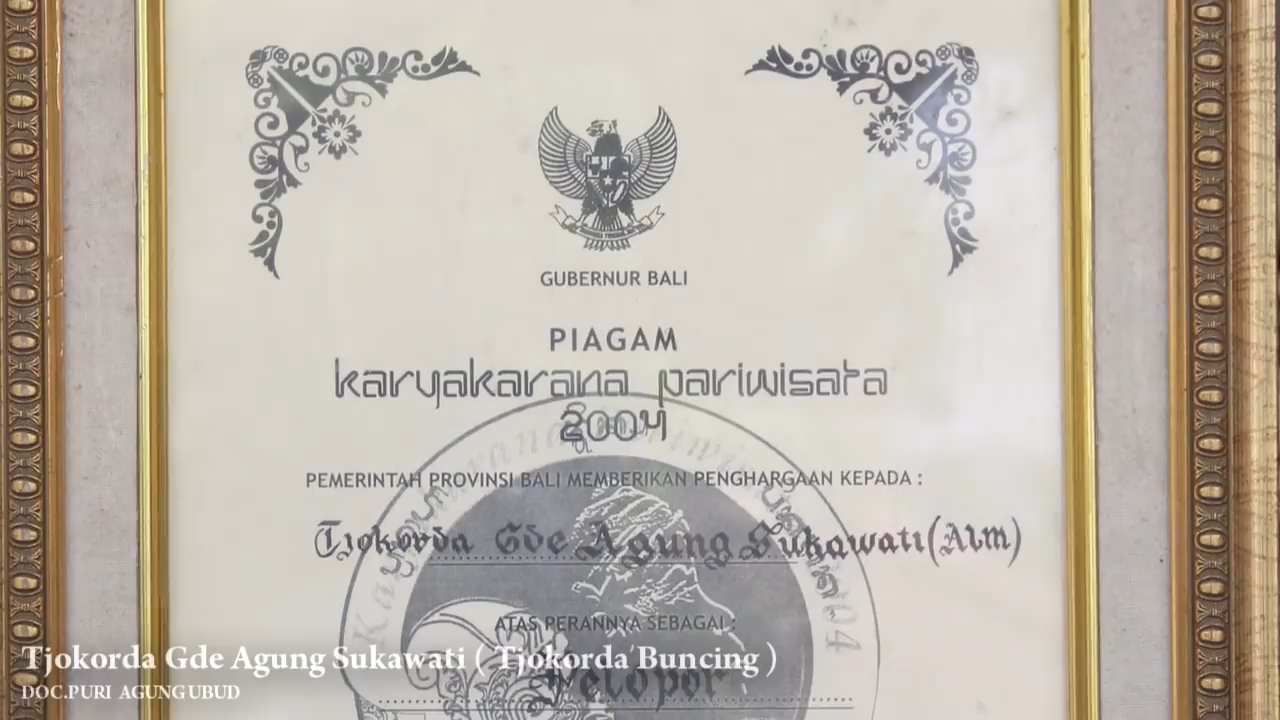 GUBERNUR BALI
PIAGAM
karyakarana pariwisata
2004
PEMERINTAH PROVINSI BALI MEMBERIKAN PENGHARGAAN KEPADA :
Tjokorda Gde Agung Sukawati (Alm)
ATAS PERANNYA SEBAGAI :
Pelopor
Tjokorda Gde Agung Sukawati ( Tjokorda Buncing )
DOC.PURI AGUNG UBUD